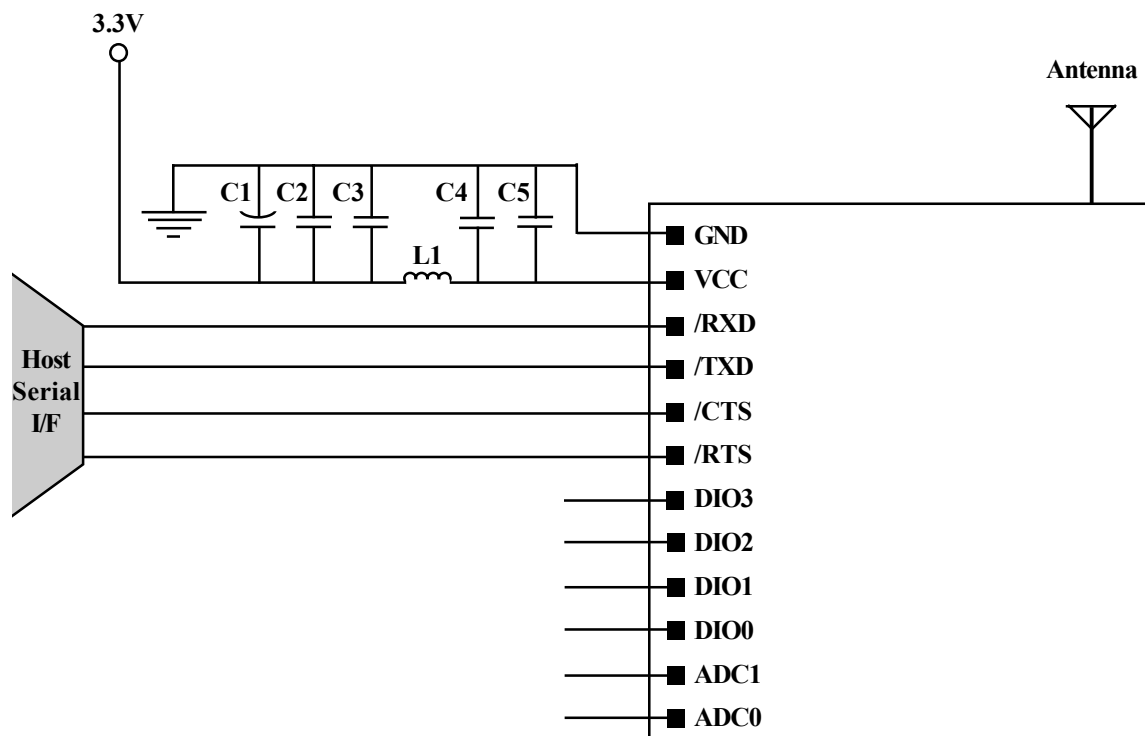 3.3V
Antenna
C1 C2 C3 C4 C5
L1
GND
VCC
/RXD
/TXD
/CTS
/RTS
DIO3
DIO2
DIO1
DIO0
ADC1
ADC0
Host
Serial
I/F